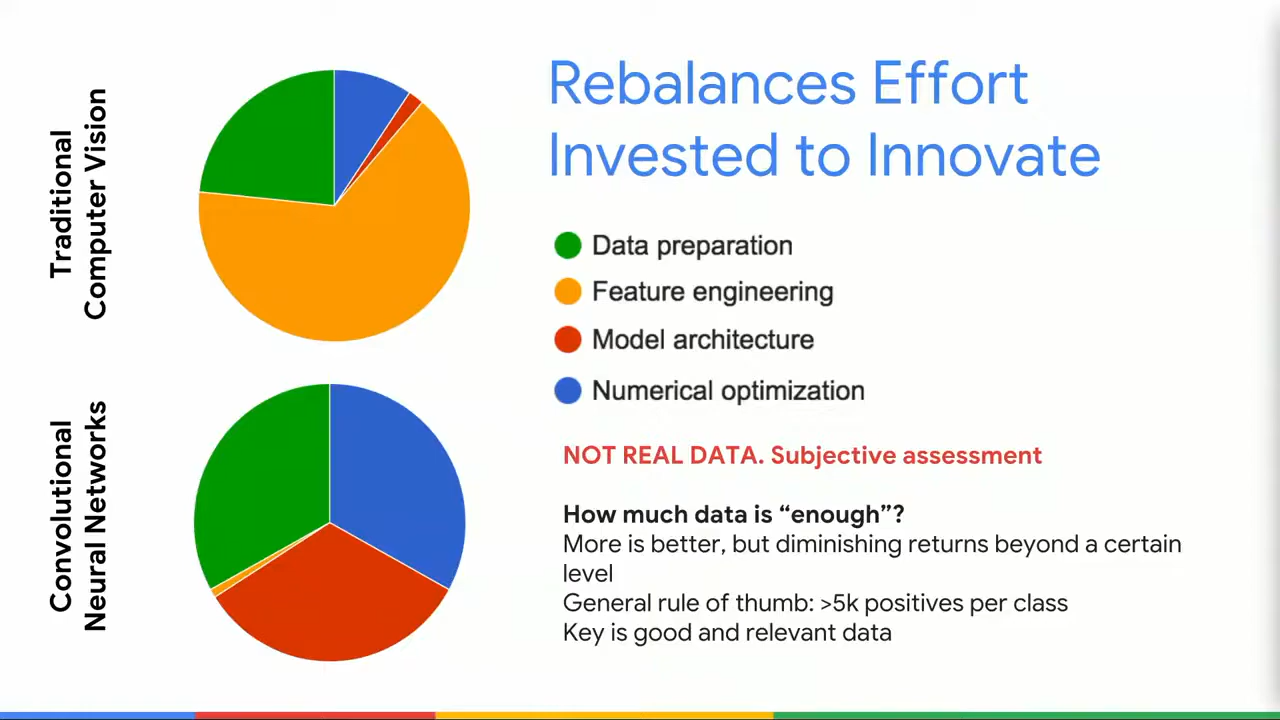 Rebalances Effort
Invested to Innovate
Traditional
Computer Vision
Data preparation
Feature engineering
Model architecture
Numerical optimization
Convolutional
Neural Networks
NOT REAL DATA. Subjective assessment
How much data is “enough”?
More is better, but diminishing returns beyond a certain
level
General rule of thumb: >5k positives per class
Key is good and relevant data